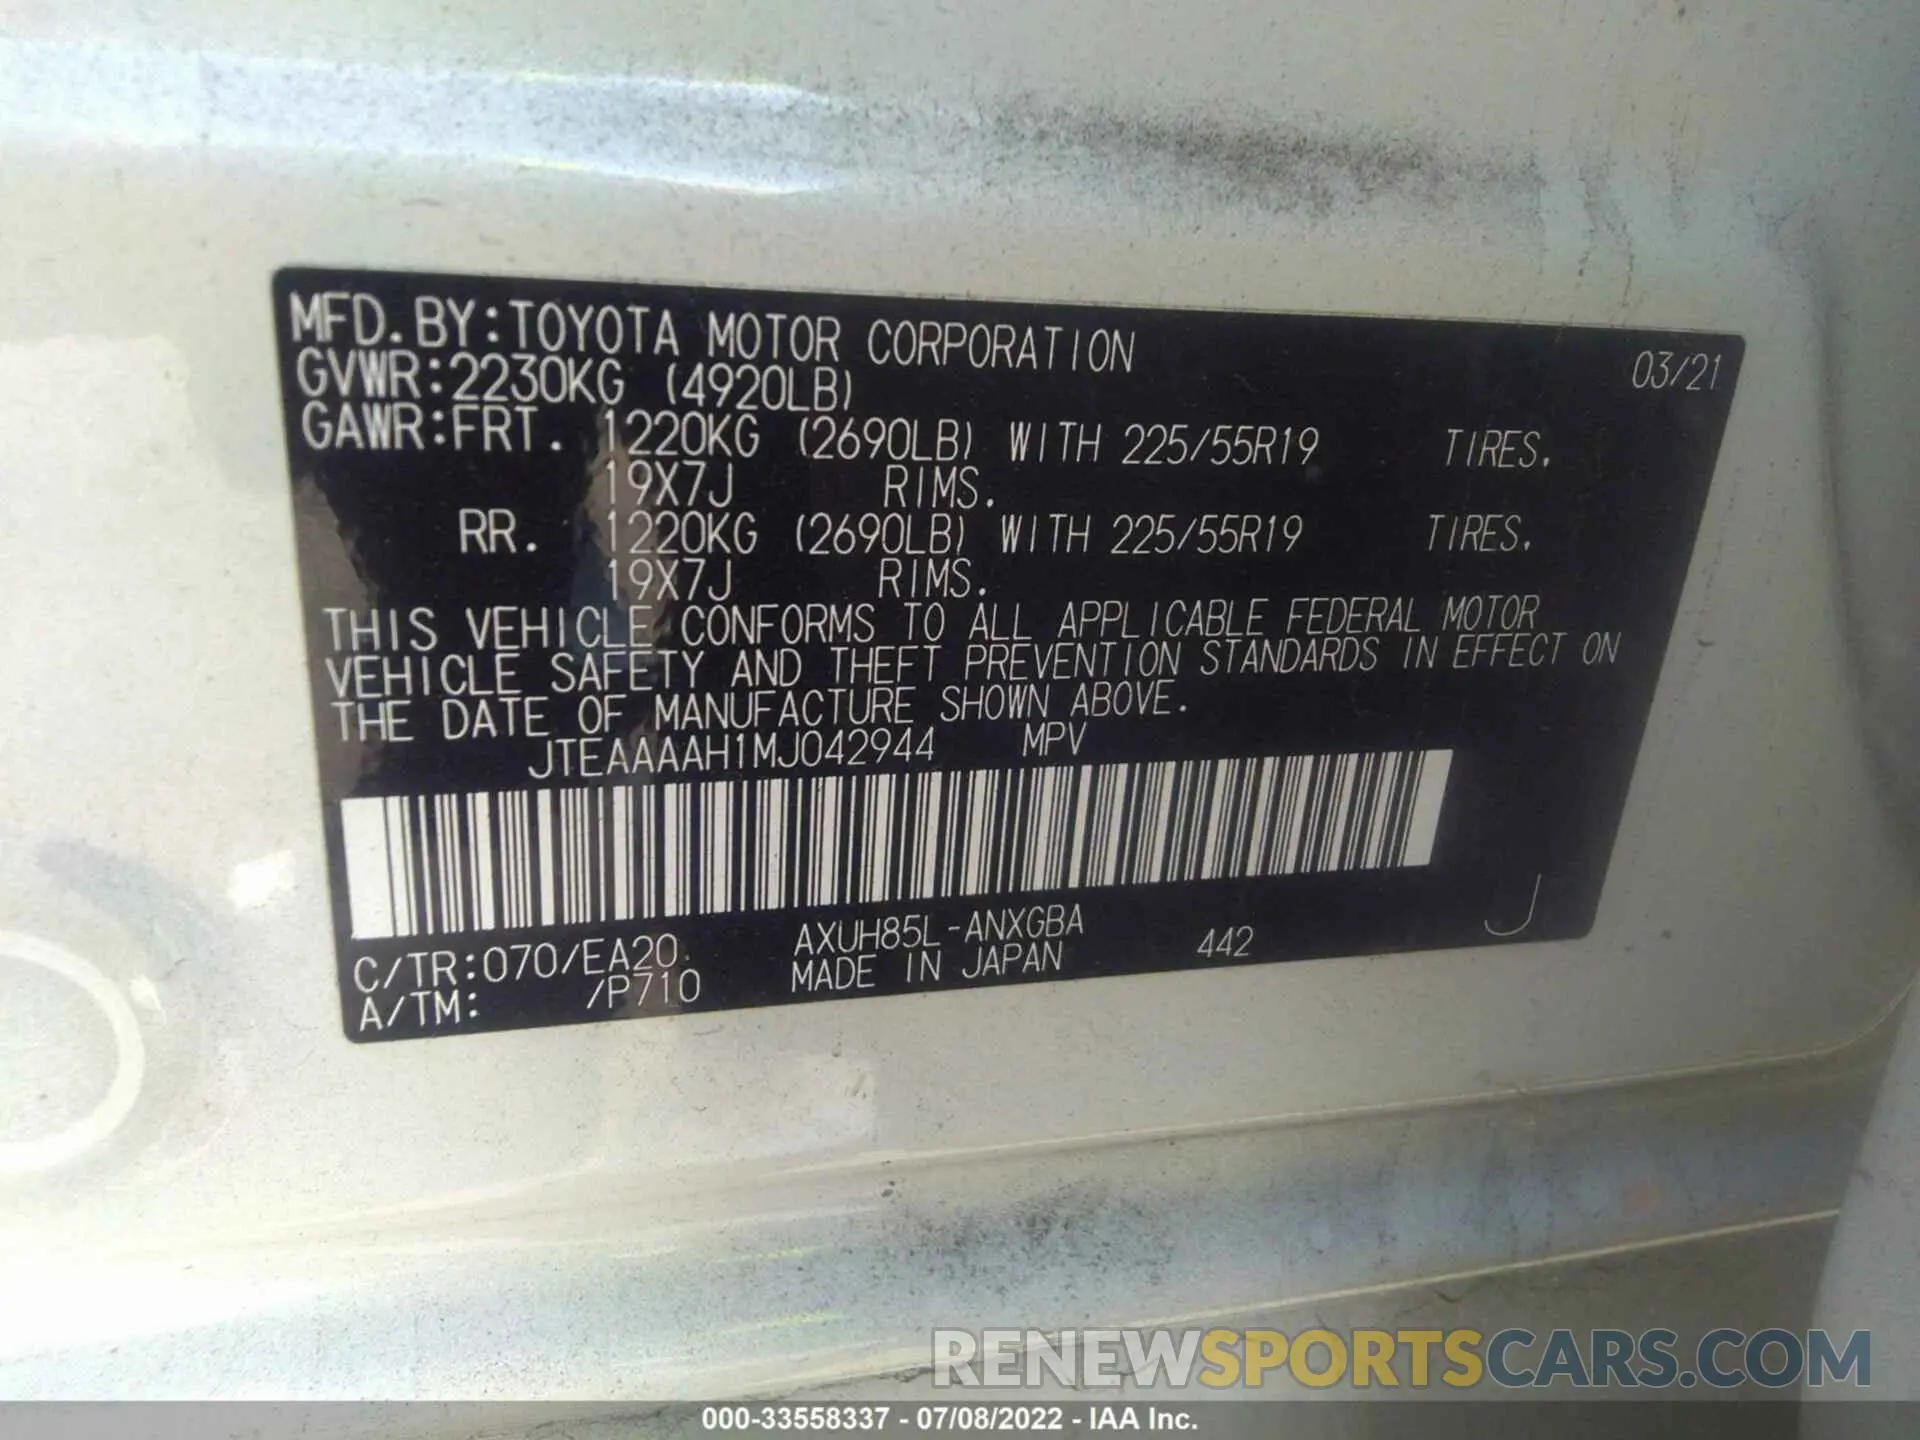 MFD.BY:TOYOTA MOTOR CORPORATION 03/21
GVWR:2230KG (4920LB)
GAWR:FRT. 1220KG (2690LB) WITH 225/55R19 TIRES.
19X7J RIMS.
RR. 1220KG (2690LB) WITH 225/55R19 TIRES.
19X7J RIMS.
THIS VEHICLE CONFORMS TO ALL APPLICABLE FEDERAL MOTOR
VEHICLE SAFETY AND THEFT PREVENTION STANDARDS IN EFFECT ON
THE DATE OF MANUFACTURE SHOWN ABOVE.
JTEAAAAH1MJ042944 MPV
C/TR:070/EA20 AXUH85L-ANXGBA 442 J
A/TM: /P710 MADE IN JAPAN
RENEWSPORTSCARS.COM
000-33558337 - 07/08/2022 - IAA Inc.